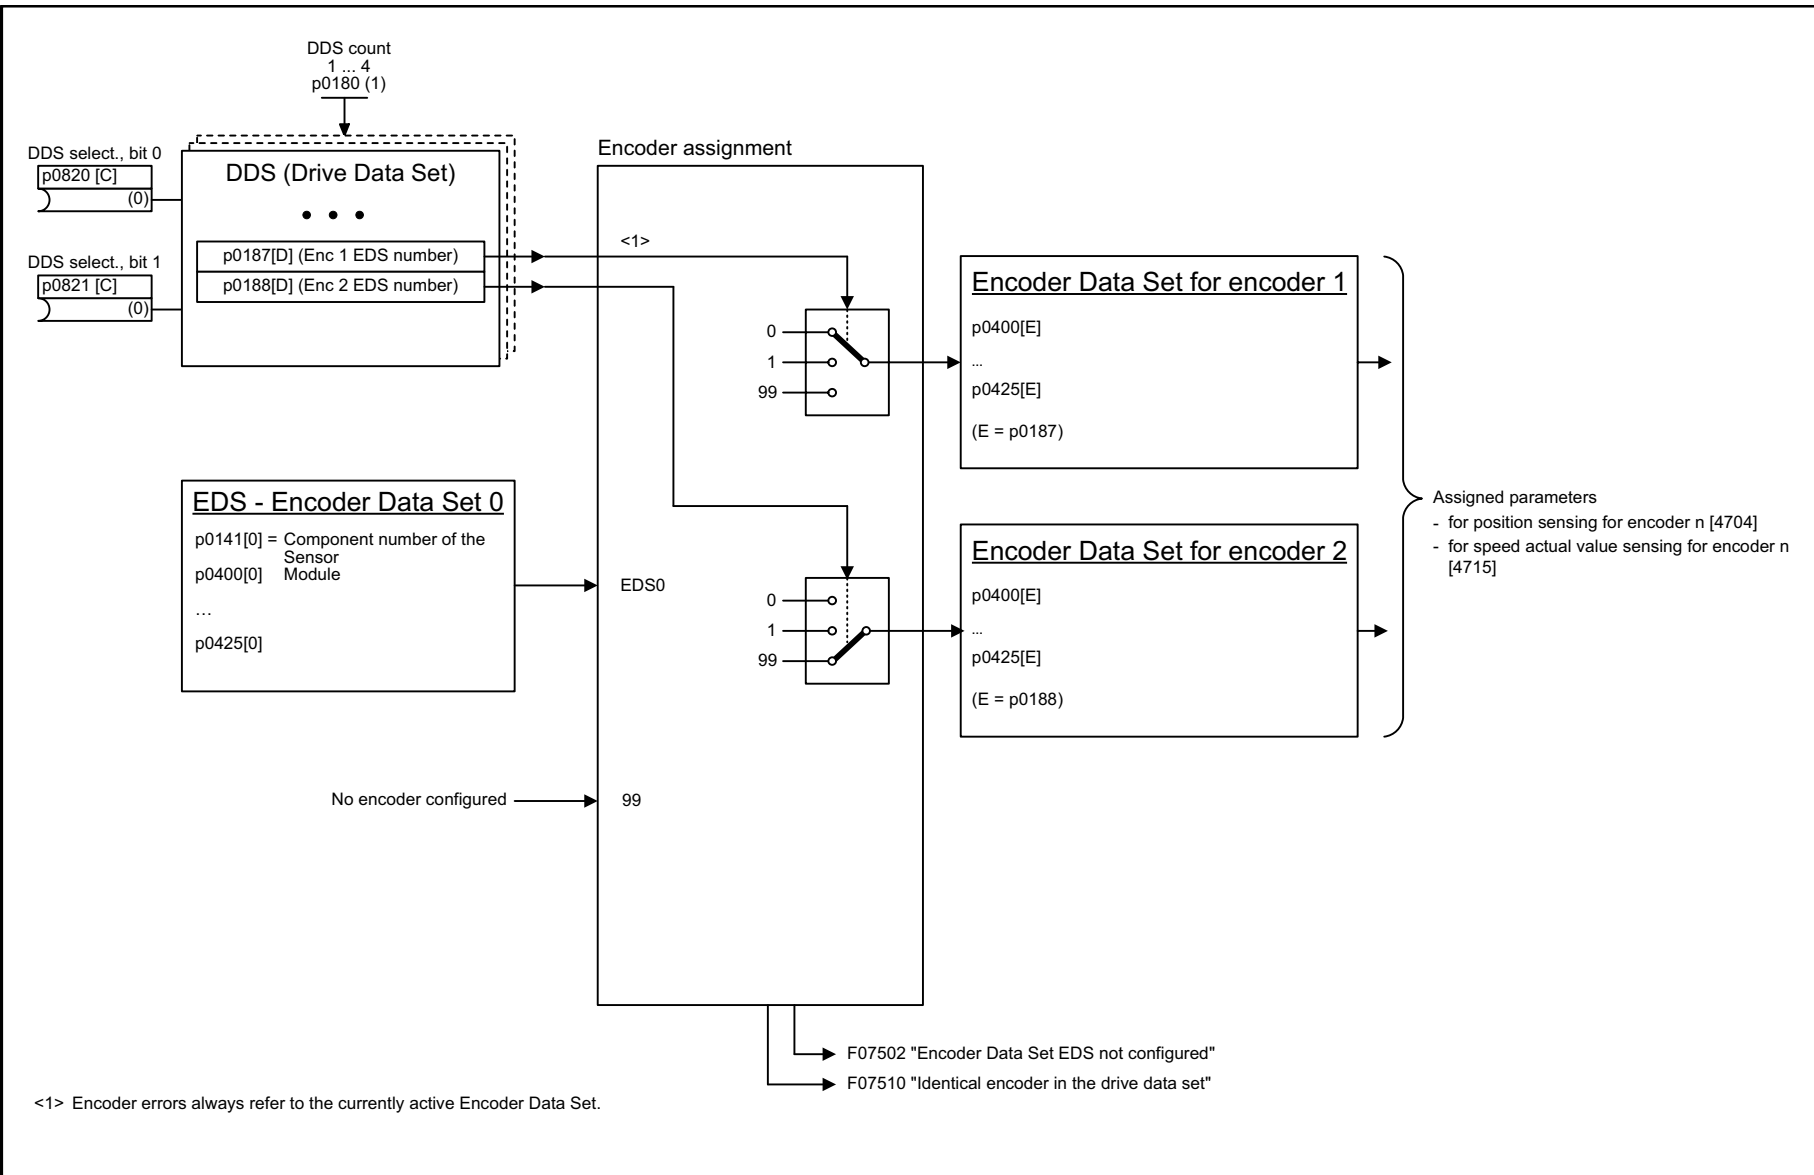 DDS count
1 ... 4
p0180 (1)
DDS select., bit 0
p0820 [C]
(0)
DDS select., bit 1
p0821 [C]
(0)
DDS (Drive Data Set)
• • •
p0187[D] (Enc 1 EDS number)
p0188[D] (Enc 2 EDS number)
EDS - Encoder Data Set 0
p0141[0] = Component number of the
Sensor
p0400[0] Module
...
p0425[0]
No encoder configured
Encoder assignment
<1>
0
1
99
EDS0
0
1
99
99
Encoder Data Set for encoder 1
p0400[E]
...
p0425[E]
(E = p0187)
Encoder Data Set for encoder 2
p0400[E]
...
p0425[E]
(E = p0188)
Assigned parameters
- for position sensing for encoder n [4704]
- for speed actual value sensing for encoder n
[4715]
F07502 "Encoder Data Set EDS not configured"
F07510 "Identical encoder in the drive data set"
<1> Encoder errors always refer to the currently active Encoder Data Set.